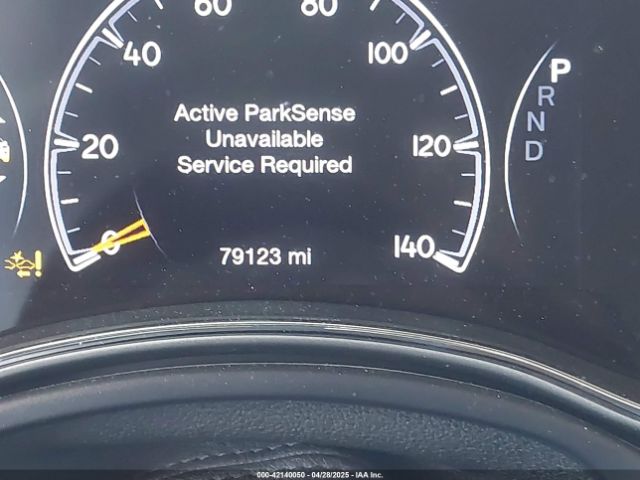 60 80
40 100
P
R
Active ParkSense
N
Unavailable
20 120
D
Service Required
0 140
79123 mi
000-42140050 - 04/28/2025 - IAA Inc.